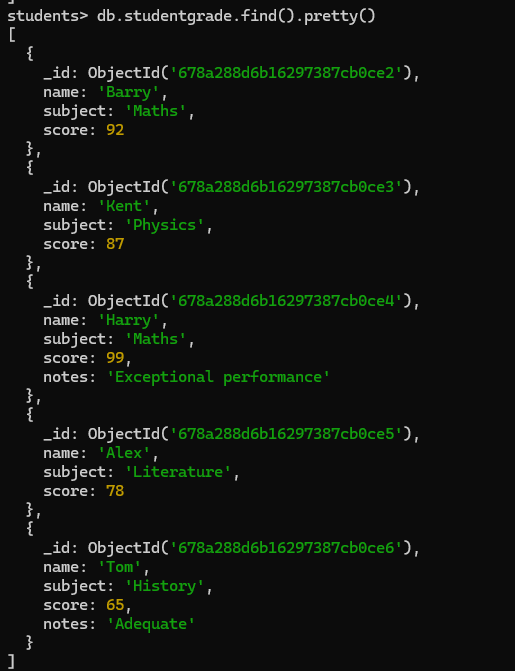 students> db.studentgrade.find().pretty()
[
  {
    _id: ObjectId('678a288d6b16297387cb0ce2'),
    name: 'Barry',
    subject: 'Maths',
    score: 92
  },
  {
    _id: ObjectId('678a288d6b16297387cb0ce3'),
    name: 'Kent',
    subject: 'Physics',
    score: 87
  },
  {
    _id: ObjectId('678a288d6b16297387cb0ce4'),
    name: 'Harry',
    subject: 'Maths',
    score: 99,
    notes: 'Exceptional performance'
  },
  {
    _id: ObjectId('678a288d6b16297387cb0ce5'),
    name: 'Alex',
    subject: 'Literature',
    score: 78
  },
  {
    _id: ObjectId('678a288d6b16297387cb0ce6'),
    name: 'Tom',
    subject: 'History',
    score: 65,
    notes: 'Adequate'
  }
]